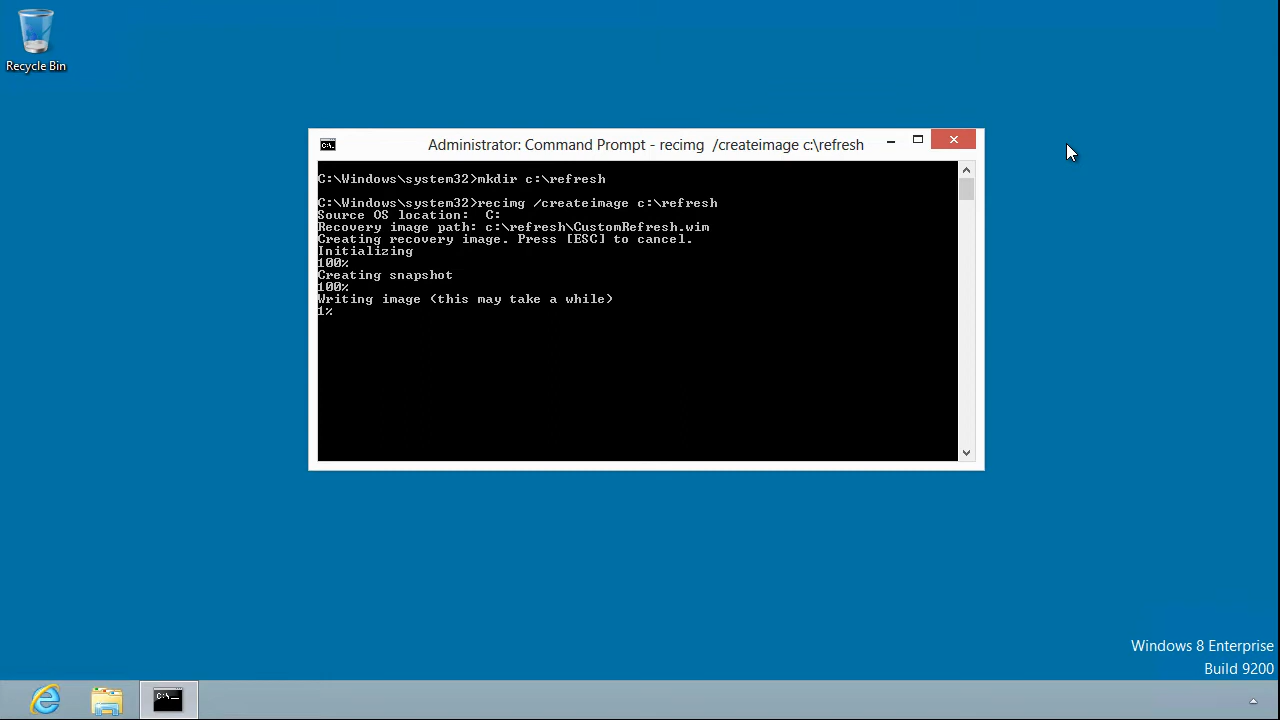 Recycle Bin
Administrator: Command Prompt - recimg  /createimage c:\refresh
C:\Windows\system32>mkdir c:\refresh
C:\Windows\system32>recimg /createimage c:\refresh
Source OS location:  C:
Recovery image path: c:\refresh\CustomRefresh.wim
Creating recovery image. Press [ESC] to cancel.
Initializing
100%
Creating snapshot
100%
Writing image (this may take a while)
1%
Windows 8 Enterprise
Build 9200